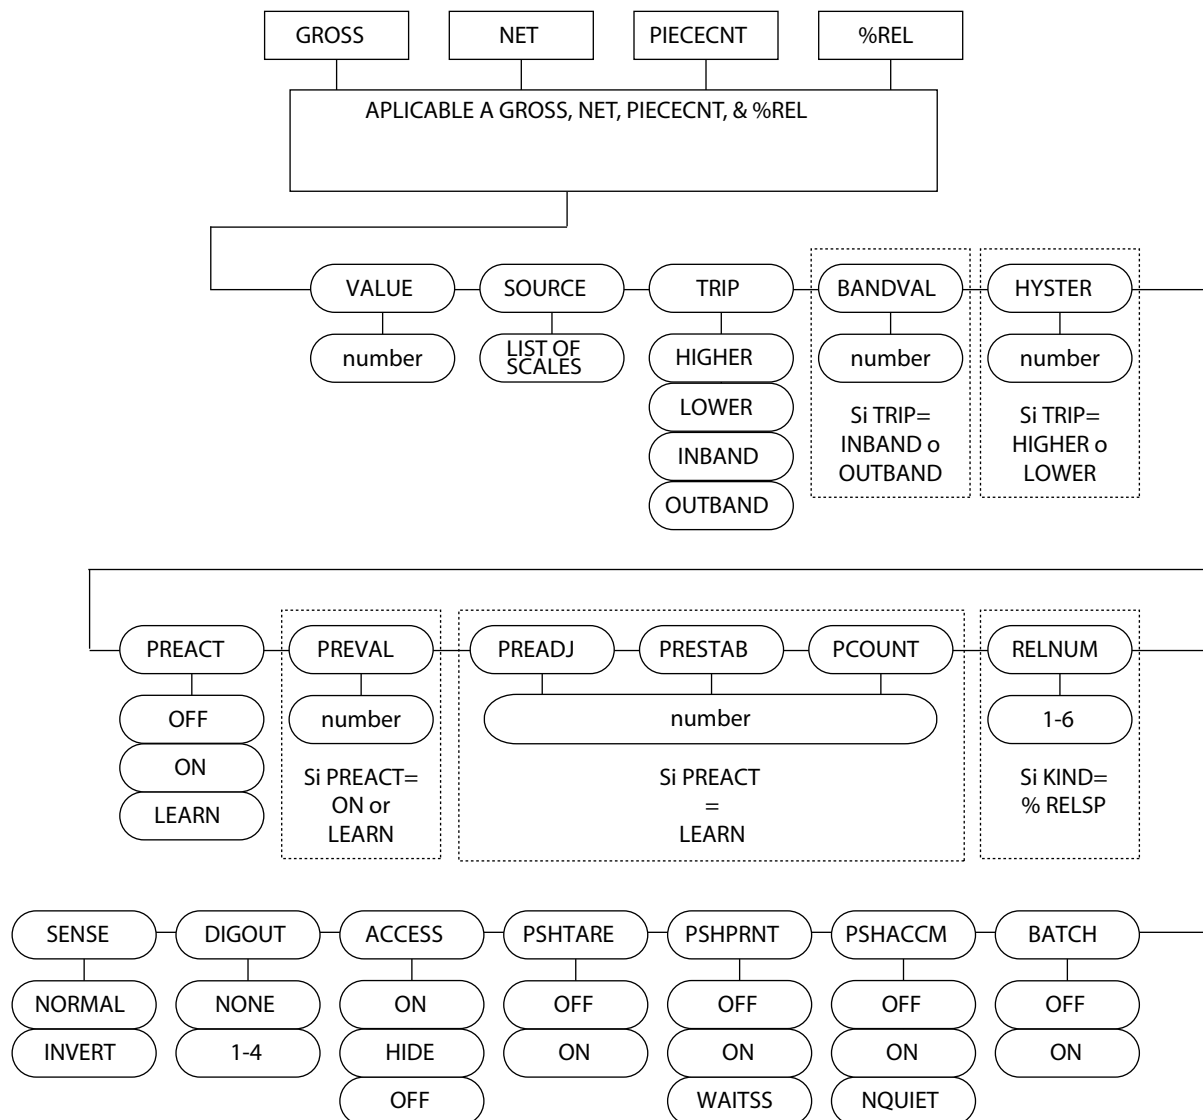 GROSS
NET
PIECECNT
%REL
APLICABLE A GROSS, NET, PIECECNT, & %REL
VALUE
SOURCE
TRIP
BANDVAL
HYSTER
number
LIST OF
SCALES
HIGHER
LOWER
INBAND
OUTBAND
number
Si TRIP=
INBAND o
OUTBAND
number
Si TRIP=
HIGHER o
LOWER
PREACT
PREVAL
PREADJ
PRESTAB
PCOUNT
RELNUM
OFF
ON
LEARN
number
Si PREACT=
ON or
LEARN
number
Si PREACT
=
LEARN
1-6
Si KIND=
% RELSP
SENSE
DIGOUT
ACCESS
PSHTARE
PSHPRNT
PSHACCM
BATCH
NORMAL
INVERT
NONE
1-4
ON
HIDE
OFF
OFF
ON
OFF
ON
WAITSS
OFF
ON
NQUIET
OFF
ON